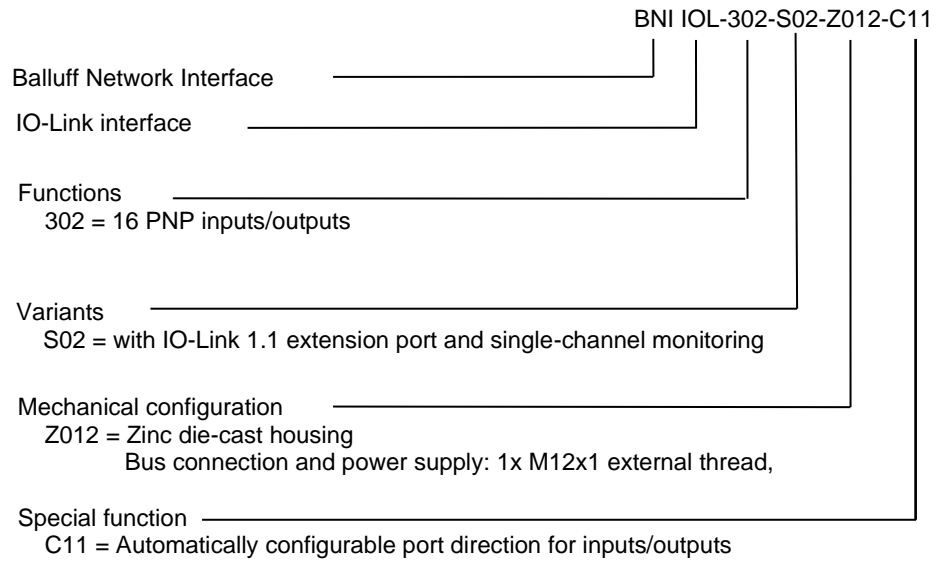 BNI IOL-302-S02-Z012-C11
Balluff Network Interface
IO-Link interface
Functions
302 = 16 PNP inputs/outputs
Variants
S02 = with IO-Link 1.1 extension port and single-channel monitoring
Mechanical configuration
Z012 = Zinc die-cast housing
Bus connection and power supply: 1x M12x1 external thread,
Special function
C11 = Automatically configurable port direction for inputs/outputs